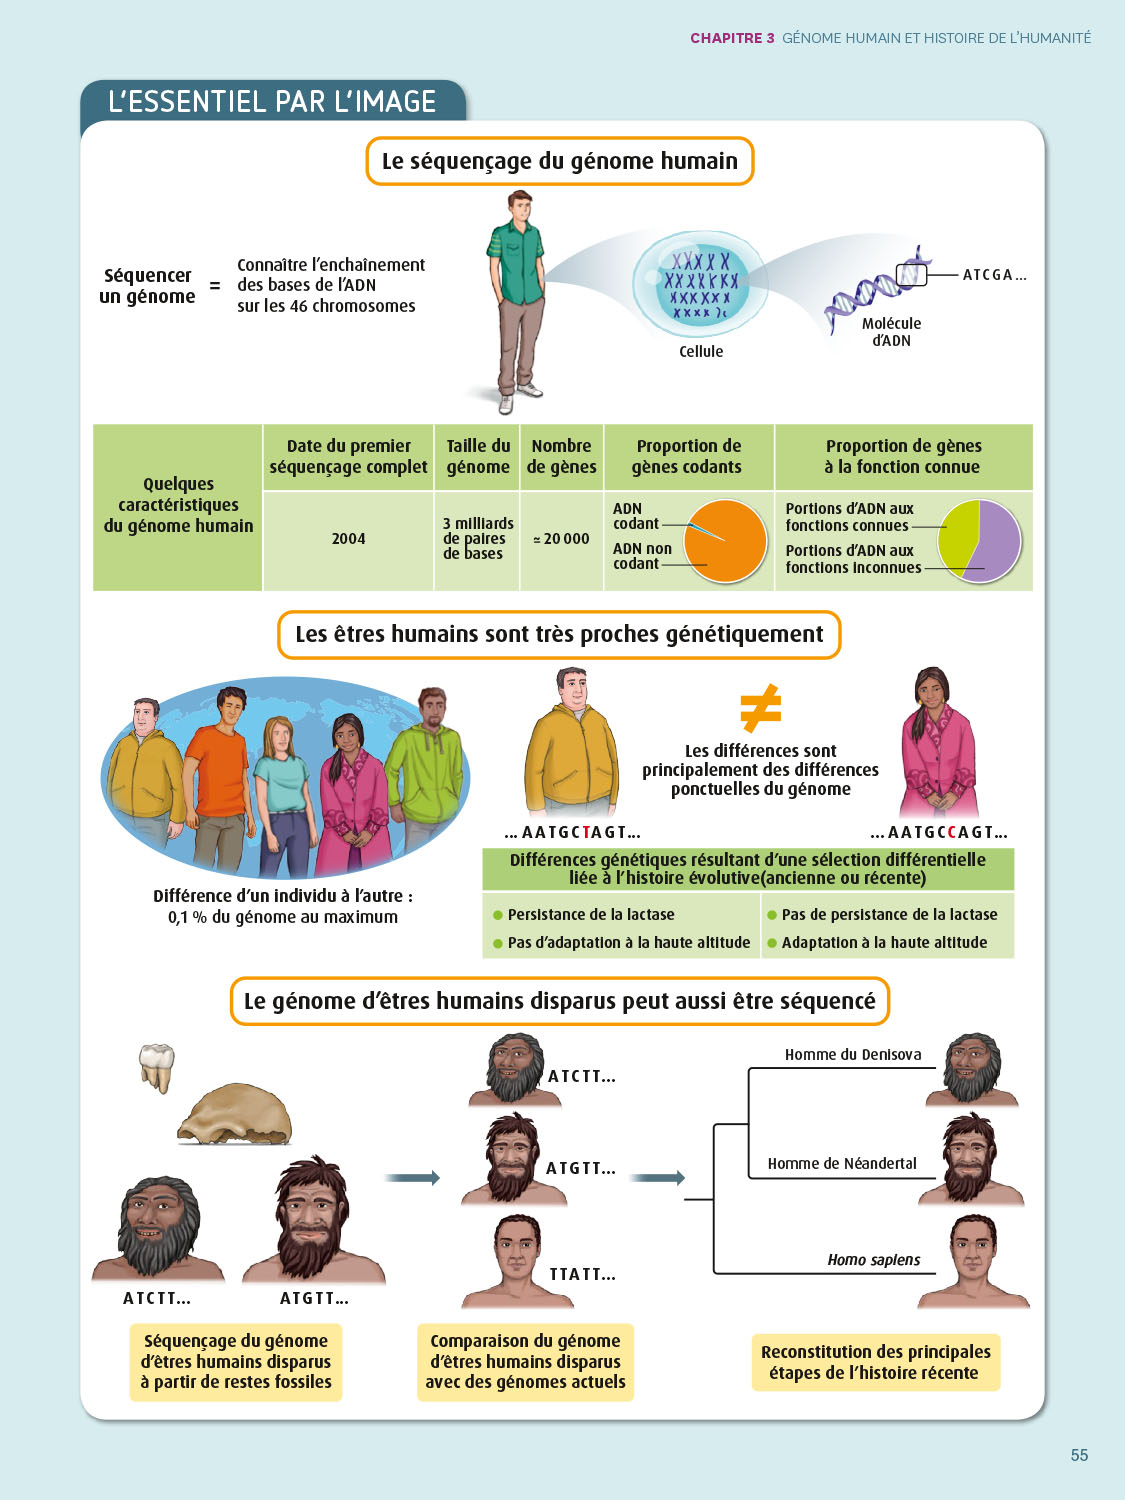 CHAPITRE 3 GÉNOME HUMAIN ET HISTOIRE DE L'HUMANITÉ
L'ESSENTIEL PAR L'IMAGE
Le séquençage du génome humain
Séquencer
un génome
=
Connaître l'enchaînement
des bases de l'ADN
sur les 46 chromosomes
Cellule
Molécule
d'ADN
ATCGA...
Quelques
caractéristiques
du génome humain
Date du premier
séquençage complet
Taille du
génome
Nombre
de gènes
Proportion de
gènes codants
Proportion de gènes
à la fonction connue
2004
3 milliards
de paires
de bases
≃ 20 000
ADN
codant
ADN non
codant
Portions d'ADN aux
fonctions connues
Portions d'ADN aux
fonctions inconnues
Les êtres humains sont très proches génétiquement
Différence d'un individu à l'autre :
0,1 % du génome au maximum
≠
Les différences sont
principalement des différences
ponctuelles du génome
... AATGCTAGT...
... AATGCCAGT...
Différences génétiques résultant d'une sélection différentielle
liée à l'histoire évolutive(ancienne ou récente)
● Persistance de la lactase
● Pas d'adaptation à la haute altitude
● Pas de persistance de la lactase
● Adaptation à la haute altitude
Le génome d'êtres humains disparus peut aussi être séquencé
ATCTT...
ATGTT...
Séquençage du génome
d'êtres humains disparus
à partir de restes fossiles
ATCTT...
ATGTT...
TTATT...
Comparaison du génome
d'êtres humains disparus
avec des génomes actuels
Homme du Denisova
Homme de Néandertal
Homo sapiens
Reconstitution des principales
étapes de l'histoire récente
55